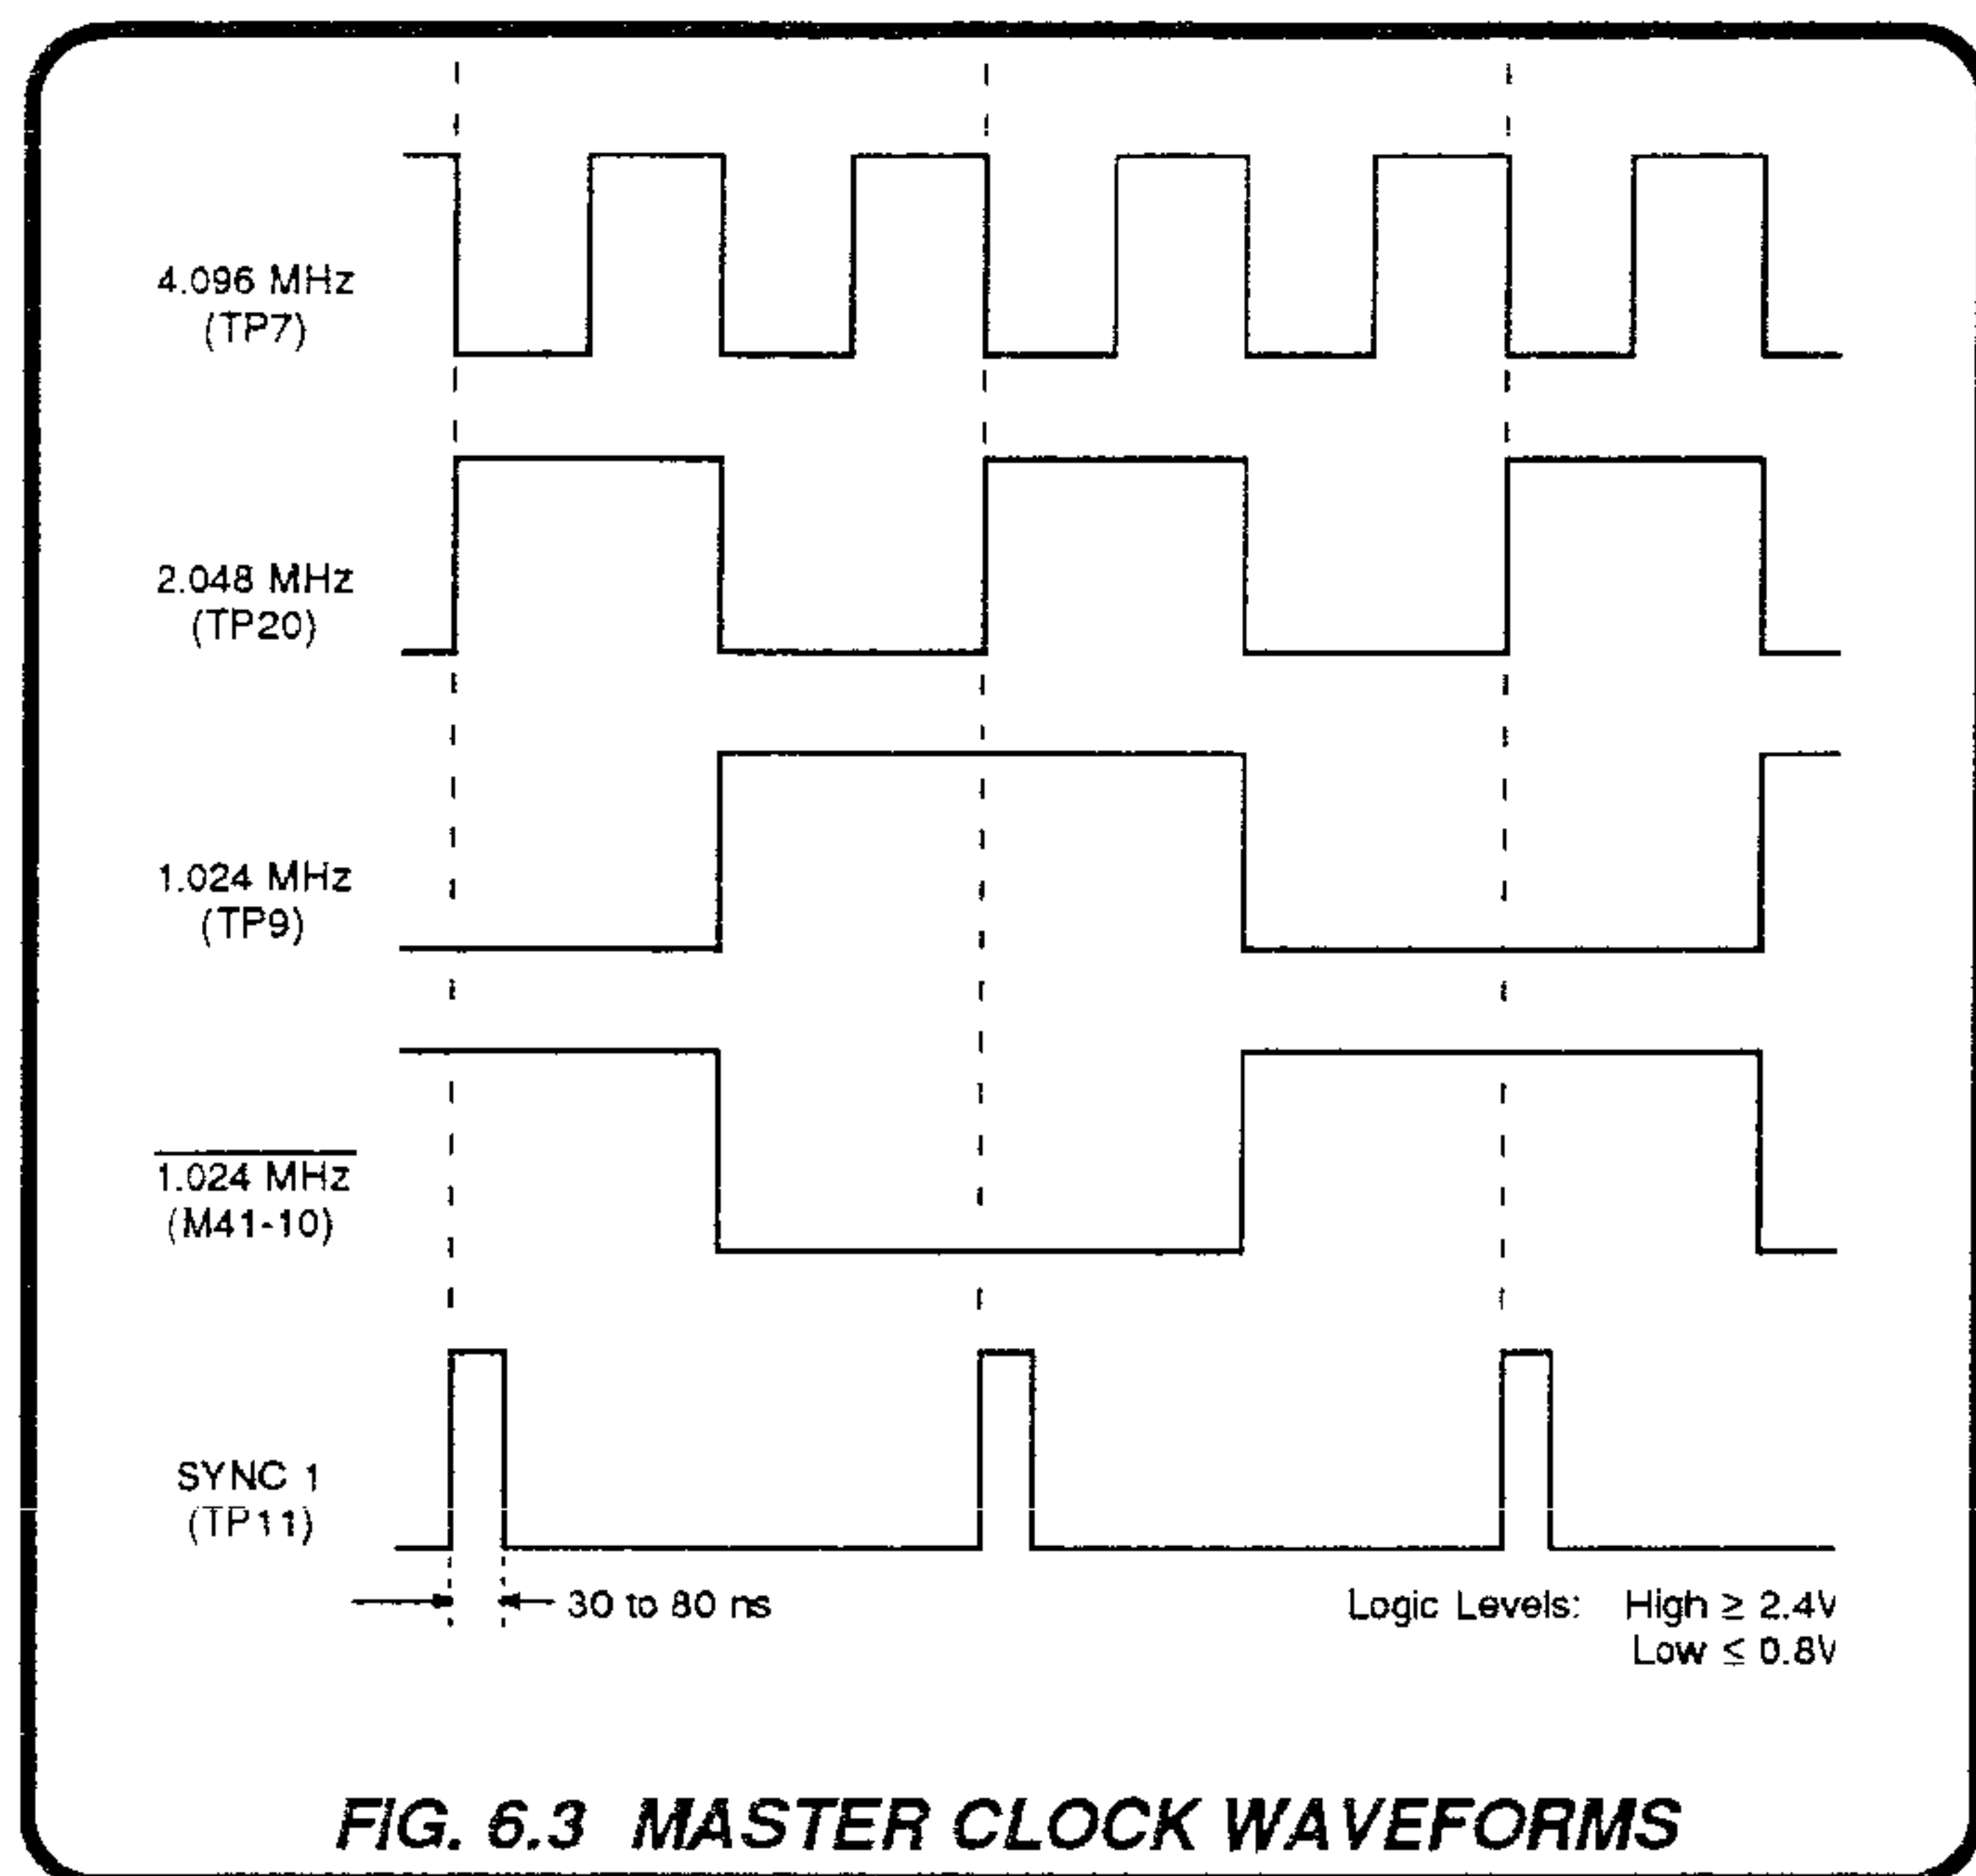 4.096 MHz
(TP7)
2.048 MHz
(TP20)
1.024 MHz
(TP9)
1.024 MHz
(M41-10)
SYNC 1
(TP11)
30 to 80 ns
Logic Levels: High ≥ 2.4V
Low ≤ 0.8V
FIG. 6.3 MASTER CLOCK WAVEFORMS